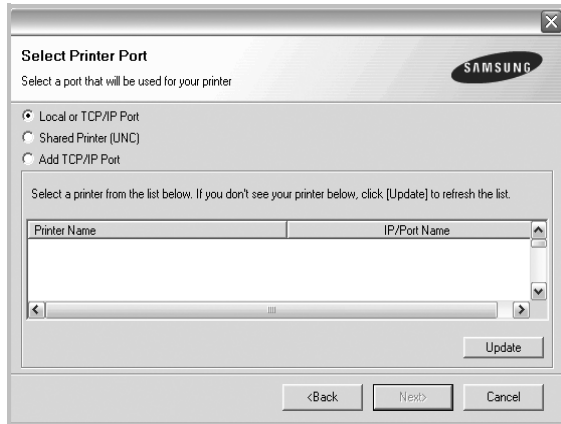 Select Printer Port
Select a port that will be used for your printer
SAMSUNG
Local or TCP/IP Port
Shared Printer (UNC)
Add TCP/IP Port
Select a printer from the list below. If you don't see your printer below, click [Update] to refresh the list.
Printer Name IP/Port Name
Update
<Back Next> Cancel